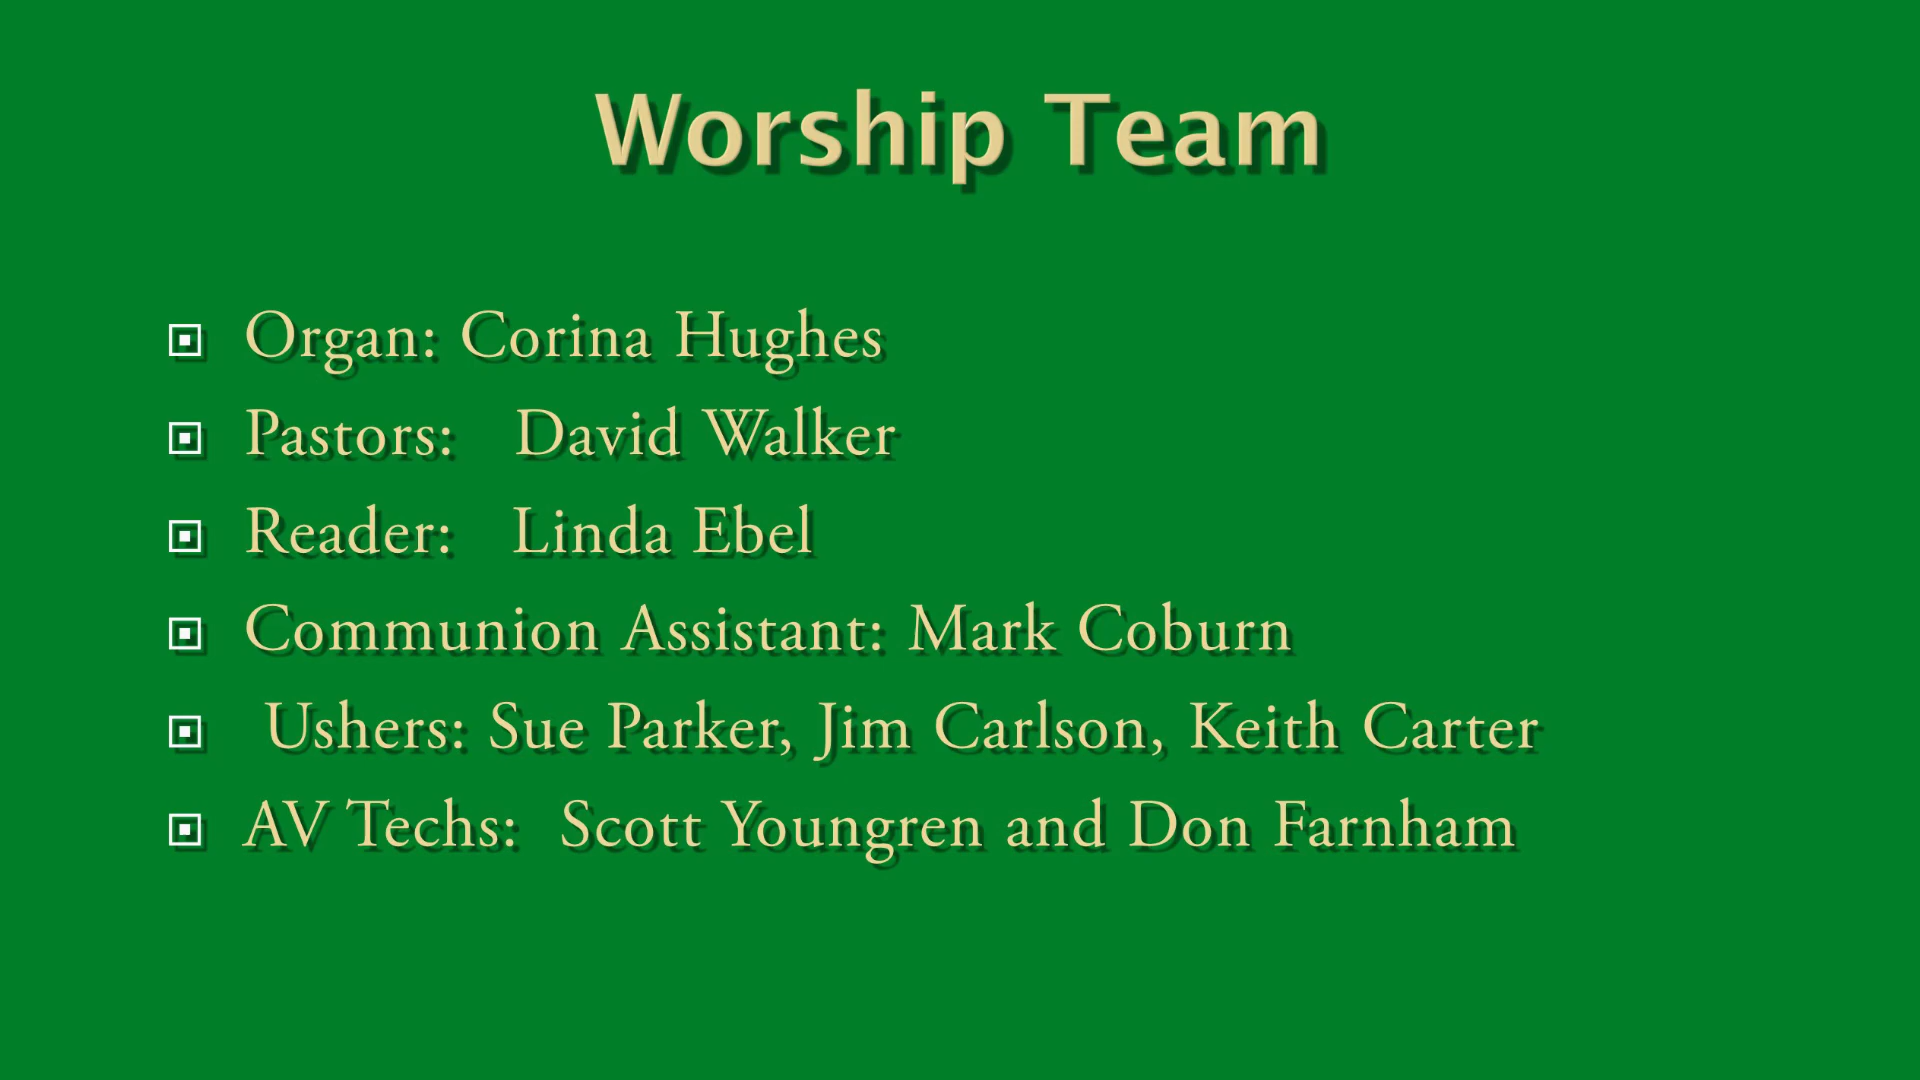 Worship Team
Organ: Corina Hughes
Pastors: David Walker
Reader: Linda Ebel
Communion Assistant: Mark Coburn
Ushers: Sue Parker, Jim Carlson, Keith Carter
AV Techs: Scott Youngren and Don Farnham